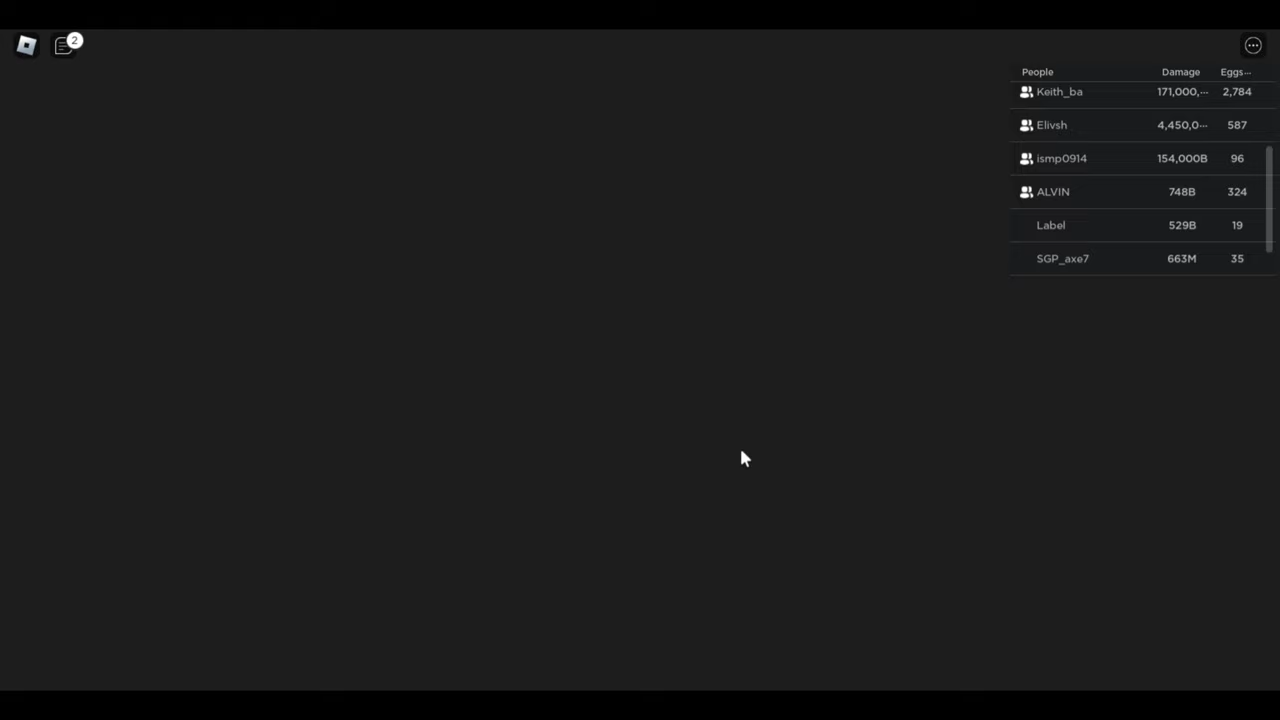 2
People Damage Eggs...
Keith_ba 171,000,... 2,784
Elivsh 4,450,0... 587
ismp0914 154,000B 96
ALVIN 748B 324
Label 529B 19
SGP_axe7 663M 35